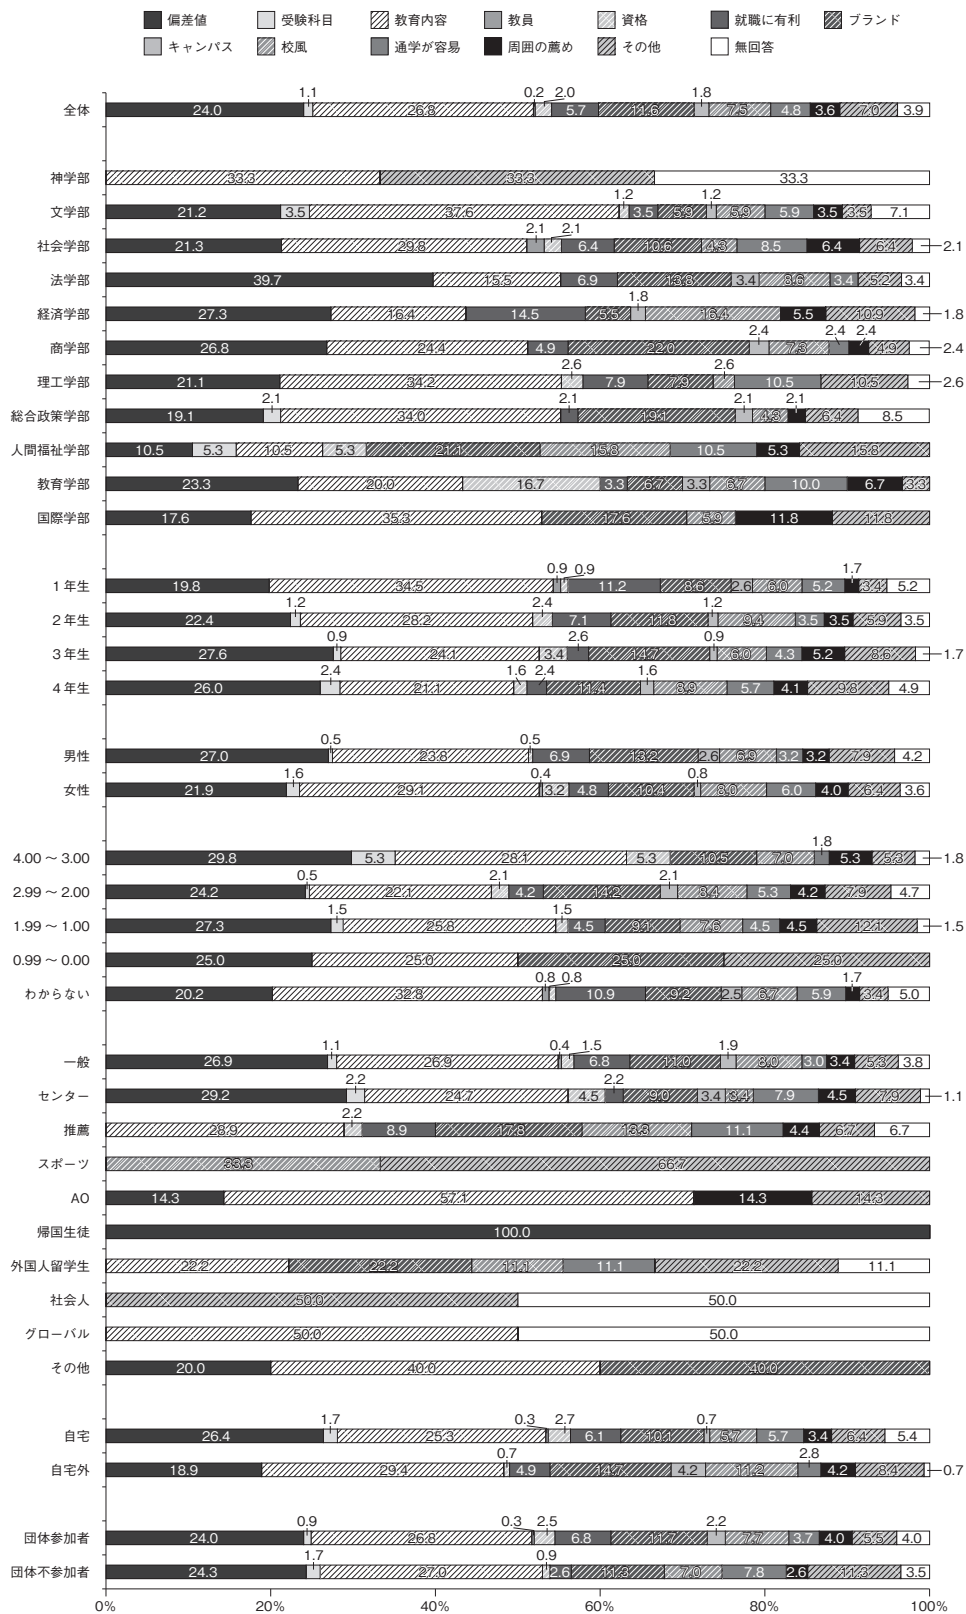 偏差値 受験科目 教育内容 教員 資格 就職に有利 ブランド
キャンパス 校風 通学が容易 周囲の薦め その他 無回答
1.1 0.2 2.0 1.8
全体 24.0 26.8 5.7 11.6 7.5 4.8 3.6 7.0 3.9
神学部 33.3 33.3 33.3
1.2 1.2
文学部 21.2 3.5 37.6 3.5 5.9 5.9 5.9 3.5 3.5 7.1
2.1 2.1
社会学部 21.3 29.8 6.4 10.6 4.3 8.5 6.4 6.4 2.1
法学部 39.7 15.5 6.9 13.8 3.4 8.6 3.4 5.2 3.4
1.8
経済学部 27.3 16.4 14.5 5.5 16.4 5.5 10.9 1.8
2.4 2.4 2.4
商学部 26.8 24.4 4.9 22.0 7.3 4.9 2.4
2.6 2.6
理工学部 21.1 34.2 7.9 7.9 10.5 10.5 2.6
2.1 2.1 2.1 2.1
総合政策学部 19.1 34.0 19.1 4.3 6.4 8.5
人間福祉学部 10.5 5.3 10.5 5.3 21.1 15.8 10.5 5.3 15.8
教育学部 23.3 20.0 16.7 3.3 6.7 3.3 6.7 10.0 6.7 3.3
国際学部 17.6 35.3 17.6 5.9 11.8 11.8
0.9 0.9 1.7
1年生 19.8 34.5 11.2 8.6 2.6 6.0 5.2 3.4 5.2
1.2 2.4 1.2
2年生 22.4 28.2 7.1 11.8 9.4 3.5 3.5 5.9 3.5
0.9 2.6 0.9
3年生 27.6 24.1 3.4 14.7 6.0 4.3 5.2 8.6 1.7
2.4 1.6 2.4 1.6
4年生 26.0 21.1 11.4 8.9 5.7 4.1 9.8 4.9
0.5 0.5
男性 27.0 23.8 6.9 13.2 2.6 6.9 3.2 3.2 7.9 4.2
1.6 0.4 0.8
女性 21.9 29.1 3.2 4.8 10.4 8.0 6.0 4.0 6.4 3.6
1.8
4.00 〜 3.00 29.8 5.3 28.1 5.3 10.5 7.0 5.3 5.3 1.8
0.5 2.1 2.1
2.99 〜 2.00 24.2 22.1 4.2 14.2 8.4 5.3 4.2 7.9 4.7
1.5 1.5
1.99 〜 1.00 27.3 25.8 4.5 9.1 7.6 4.5 4.5 12.1 1.5
0.99 〜 0.00 25.0 25.0 25.0 25.0
0.8 0.8 1.7
わからない 20.2 32.8 10.9 9.2 2.5 6.7 5.9 3.4 5.0
1.1 0.4 1.5 1.9
一般 26.9 26.9 6.8 11.0 8.0 3.0 3.4 5.3 3.8
2.2 2.2
センター 29.2 24.7 4.5 9.0 3.4 3.4 7.9 4.5 7.9 1.1
2.2
推薦 28.9 8.9 17.8 13.3 11.1 4.4 6.7 6.7
スポーツ 33.3 66.7
AO 14.3 57.1 14.3 14.3
帰国生徒 100.0
外国人留学生 22.2 22.2 11.1 11.1 22.2 11.1
社会人 50.0 50.0
グローバル 50.0 50.0
その他 20.0 40.0 40.0
1.7 0.3 2.7 0.7
自宅 26.4 25.3 6.1 10.1 5.7 5.7 3.4 6.4 5.4
0.7 2.8
自宅外 18.9 29.4 4.9 14.7 4.2 11.2 4.2 8.4 0.7
0.9 0.3 2.5 2.2
団体参加者 24.0 26.8 6.8 11.7 7.7 3.7 4.0 5.5 4.0
1.7 0.9
団体不参加者 24.3 27.0 2.6 11.3 7.0 7.8 2.6 11.3 3.5
0% 20% 40% 60% 80% 100%